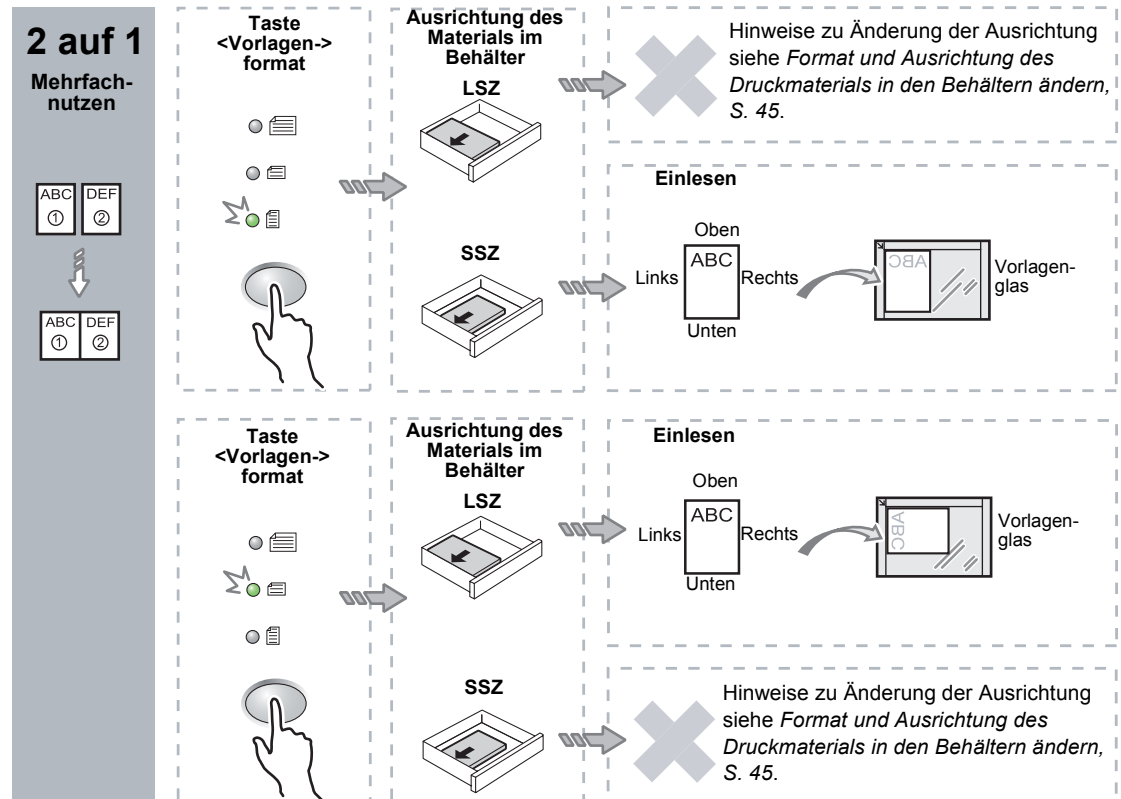 2 auf 1
Mehrfach-
nutzen
ABC
①
DEF
②
ABC
①
DEF
②
Taste
<Vorlagen->
format
Ausrichtung des
Materials im
Behälter
LSZ
SSZ
Hinweise zu Änderung der Ausrichtung
siehe Format und Ausrichtung des
Druckmaterials in den Behältern ändern,
S. 45.
Einlesen
Oben
Links
ABC
Rechts
Unten
ABC
Vorlagen-
glas
Taste
<Vorlagen->
format
Ausrichtung des
Materials im
Behälter
LSZ
SSZ
Einlesen
Oben
Links
ABC
Rechts
Unten
ABC
Vorlagen-
glas
Hinweise zu Änderung der Ausrichtung
siehe Format und Ausrichtung des
Druckmaterials in den Behältern ändern,
S. 45.